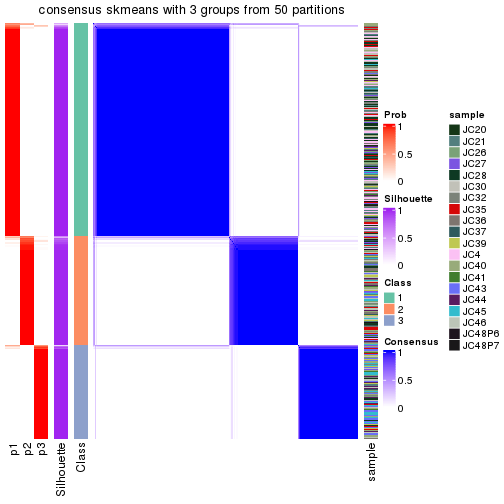 consensus skmeans with 3 groups from 50 partitions
Prob
1
0.5
0
Silhouette
1
0.5
0
Class
1
2
3
Consensus
1
0.5
0
sample
JC20
JC21
JC26
JC27
JC28
JC30
JC32
JC35
JC36
JC37
JC39
JC4
JC40
JC41
JC43
JC44
JC45
JC46
JC48P6
JC48P7
p1
p2
p3
Silhouette
Class
sample